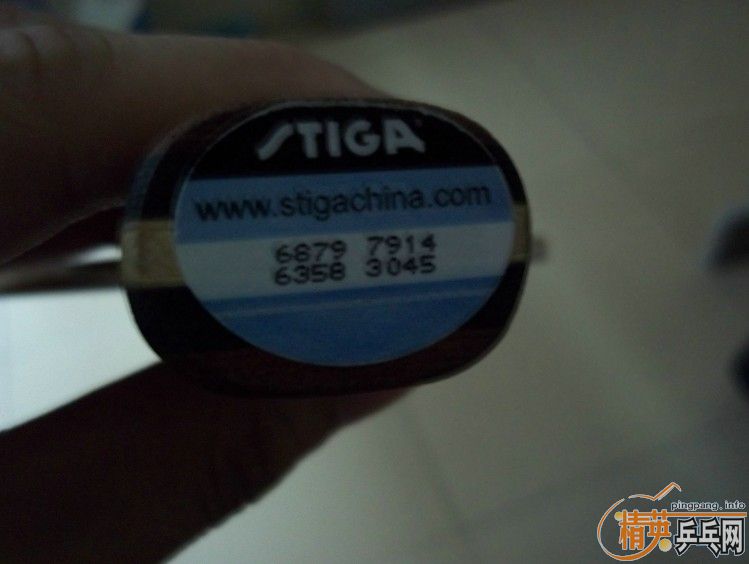 STIGA
www.stigachina.com
6879 7914
6358 3045
pingpang.info
精英乒乓网